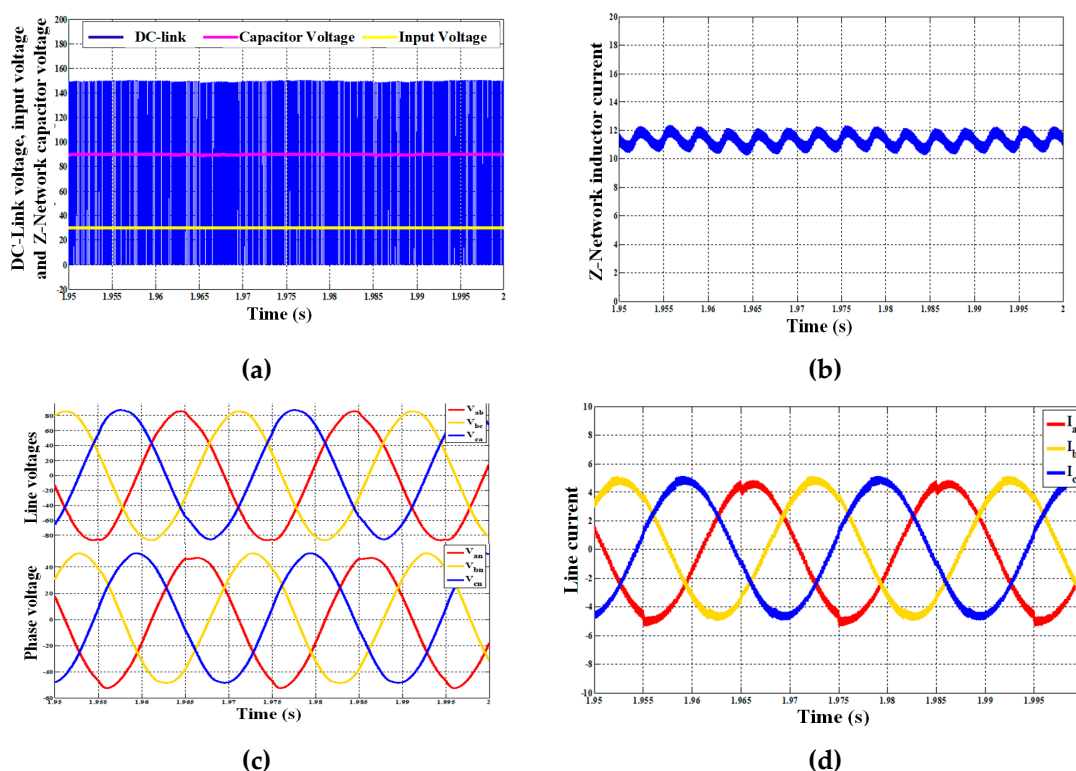 DC-link Capacitor Voltage Input Voltage
DC-Link voltage, input voltage
and Z-Network capacitor voltage
200
180
160
140
120
100
80
60
40
20
0
-20
1.95 1.955 1.96 1.965 1.97 1.975 1.98 1.985 1.99 1.995 2
Time (s)
(a)
Z-Network inductor current
20
18
16
14
12
10
8
6
4
2
0
1.95 1.955 1.96 1.965 1.97 1.975 1.98 1.985 1.99 1.995 2
Time (s)
(b)
Line voltages
80
40
20
0
-20
-40
-60
-80
Vab
Vbc
Vca
Phase voltage
40
20
0
-20
-40
-60
Van
Vbn
Vcn
1.95 1.955 1.96 1.965 1.97 1.975 1.98 1.985 1.99 1.995 2
Time (s)
(c)
Line current
10
8
6
4
2
0
-2
-4
-6
-8
-10
Ia
Ib
Ic
1.95 1.955 1.96 1.965 1.97 1.975 1.98 1.985 1.99 1.995
Time (s)
(d)